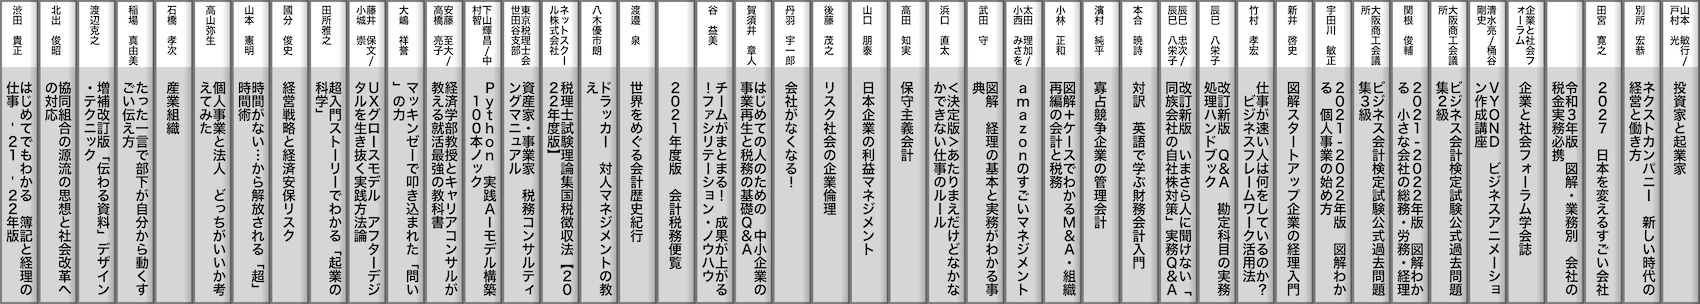 山本　敏行/
戸村　光
投資家と起業家
別所　宏恭
ネクストカンパニー　新しい時代の
経営と働き方
田宮　寛之
2027　日本を変えるすごい会社
令和3年版　図解・業務別　会社の
税金実務必携
企業と社会フ
ォーラム
企業と社会フォーラム学会誌
清水亮/桶谷
剛史
VYOND　ビジネスアニメーショ
ン作成講座
大阪商工会議
所
ビジネス会計検定試験公式過去問題
集2級
関根　俊輔
2021-2022年版　図解わか
る　小さな会社の総務・労務・経理
大阪商工会議
所
ビジネス会計検定試験公式過去問題
集3級
宇田川　敏正
2021-2022年版　図解わか
る　個人事業の始め方
新井　啓史
図解スタートアップ企業の経理入門
竹村　孝宏
仕事が速い人は何をしているのか?
　ビジネスフレームワーク活用法
辰巳　八栄子
改訂新版　Q&A　勘定科目の実務
処理ハンドブック
辰巳　忠次/
辰巳　八栄子
改訂新版　いまさら人に聞けない「
同族会社の自社株対策」実務Q&A
本合　暁詩
対訳　英語で学ぶ財務会計入門
濱村　純平
寡占競争企業の管理会計
小林　正和
図解+ケースでわかるM&A・組織
再編の会計と税務
太田　理加/
小西　みさを
amazonのすごいマネジメント
武田　守
図解　経理の基本と実務がわかる事
典
浜口　直太
<決定版>あたりまえだけどなかな
かできない仕事のルール
高田　知実
保守主義会計
山口　朋泰
日本企業の利益マネジメント
後藤　茂之
リスク社会の企業倫理
丹羽　宇一郎
会社がなくなる!
賀須井　章人
はじめての人のための　中小企業の
事業再生と税務の基礎Q&A
谷　益美
チームがまとまる!　成果が上がる
!ファシリテーション・ノウハウ
2021年度版　会計税務便覧
渡邉　泉
世界をめぐる会計歴史紀行
八木優市朗
ドラッカー　対人マネジメントの教
え
ネットスクー
ル株式会社
税理士試験理論集国税徴収法【20
22年度版】
東京税理士会
世田谷支部
資産家・事業家　税務コンサルティ
ングマニュアル
下山輝昌/中
村智
Python　実践AIモデル構築
　100本ノック
安藤　至大/
高橋　亮子
経済学部教授とキャリアコンサルが
教える就活最強の教科書
大嶋　祥誉
マッキンゼーで叩き込まれた「問い
」の力
藤井　保文/
小城　崇
UXグロースモデル　アフターデジ
タルを生き抜く実践方法論
田所雅之
超入門ストーリーでわかる「起業の
科学」
國分　俊史
経営戦略と経済安保リスク
山本　憲明
時間がない…から解放される「超」
時間術
高山弥生
個人事業と法人　どっちがいいか考
えてみた
石橋　孝次
産業組織
稲場　真由美
たった一言で部下が自分から動くす
ごい伝え方
渡辺克之
増補改訂版「伝わる資料」デザイン
・テクニック
北出　俊昭
協同組合の源流の思想と社会改革へ
の対応
渋田　貴正
はじめてでもわかる　簿記と経理の
仕事　-21-22年版